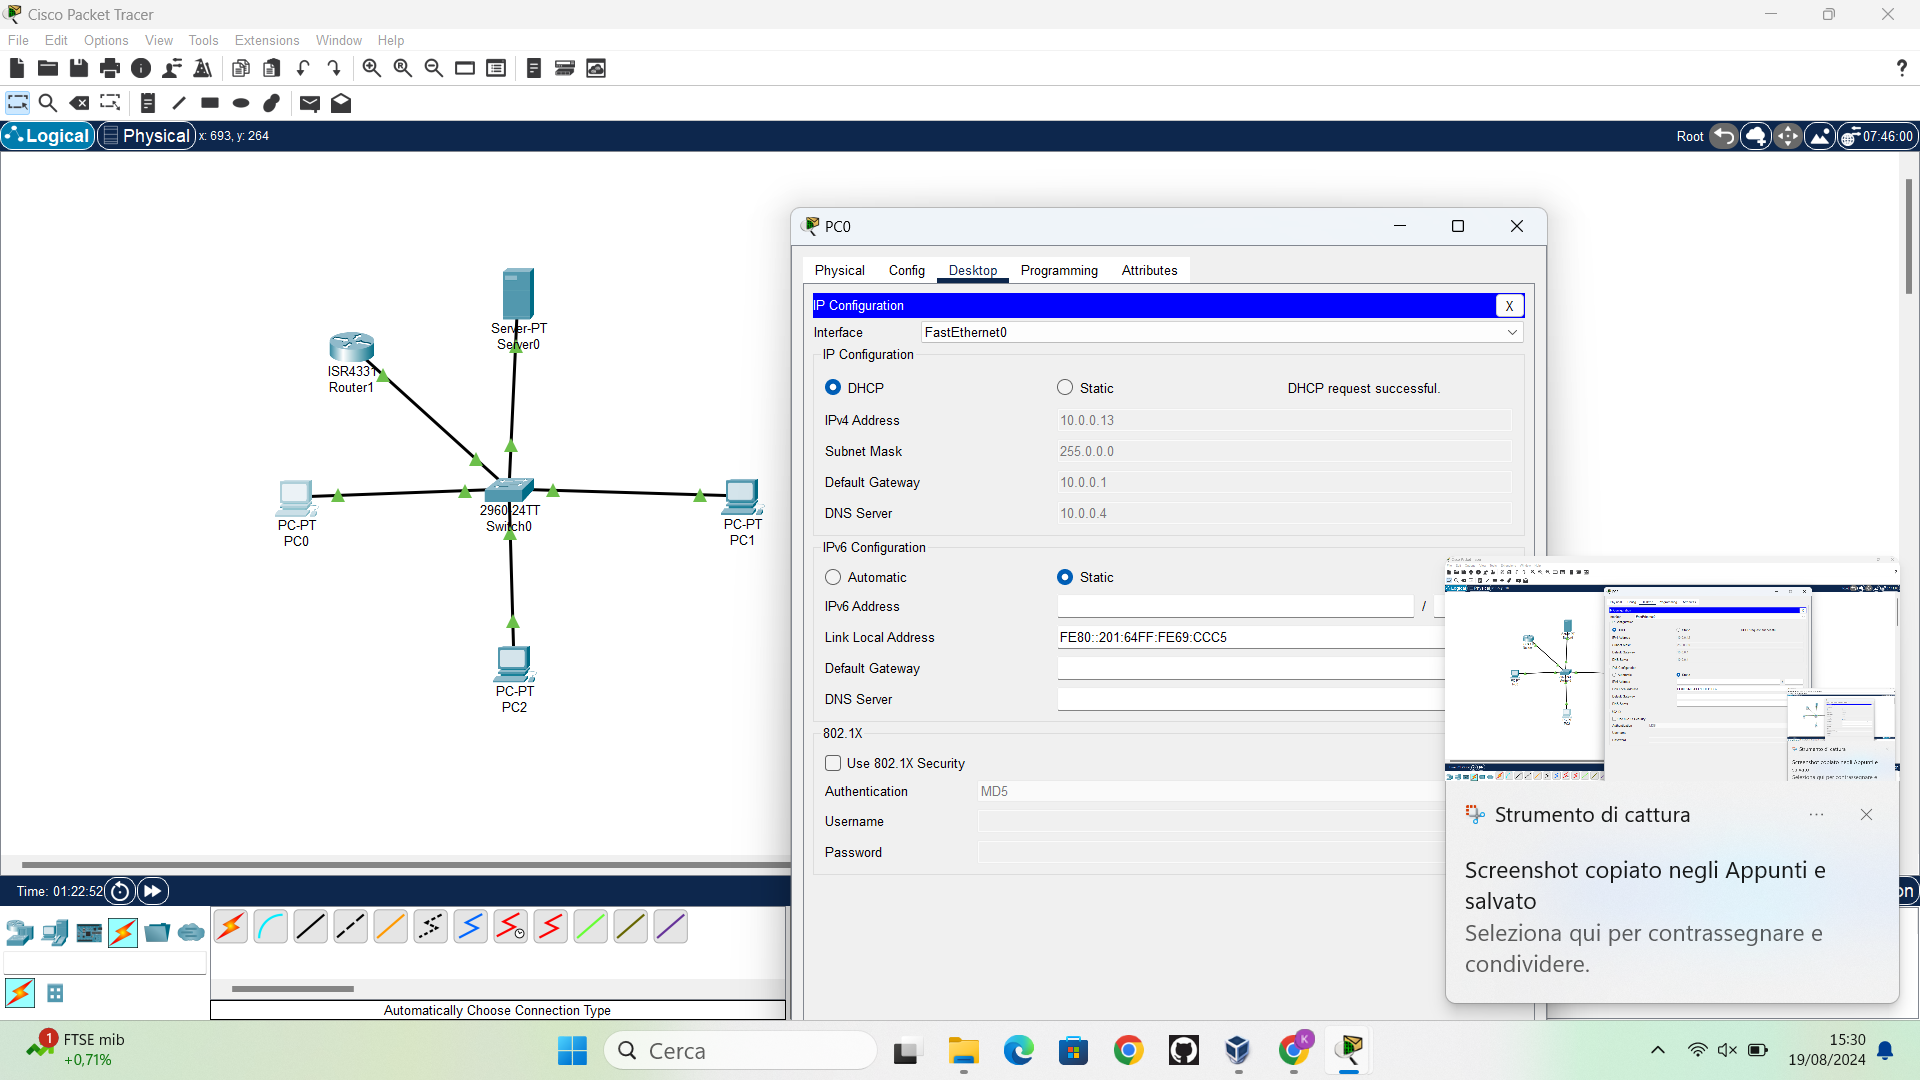 Cisco Packet Tracer
File Edit Options View Tools Extensions Window Help
?
Logical Physical x: 693, y: 264 Root 07:46:00
Server-PT
Server0
ISR4331
Router1
PC-PT
PC0
2960-24TT
Switch0
PC-PT
PC1
PC-PT
PC2
PC0
Physical Config Desktop Programming Attributes
IP Configuration X
Interface FastEthernet0
IP Configuration
DHCP Static DHCP request successful.
IPv4 Address 10.0.0.13
Subnet Mask 255.0.0.0
Default Gateway 10.0.0.1
DNS Server 10.0.0.4
IPv6 Configuration
Automatic Static
IPv6 Address /
Link Local Address FE80::201:64FF:FE69:CCC5
Default Gateway
DNS Server
802.1X
Use 802.1X Security
Authentication MD5
Username
Password
Strumento di cattura
Screenshot copiato negli Appunti e
salvato
Seleziona qui per contrassegnare e
condividere.
Time: 01:22:52
Automatically Choose Connection Type
1 FTSE mib
+0,71%
Cerca
K
15:30
19/08/2024